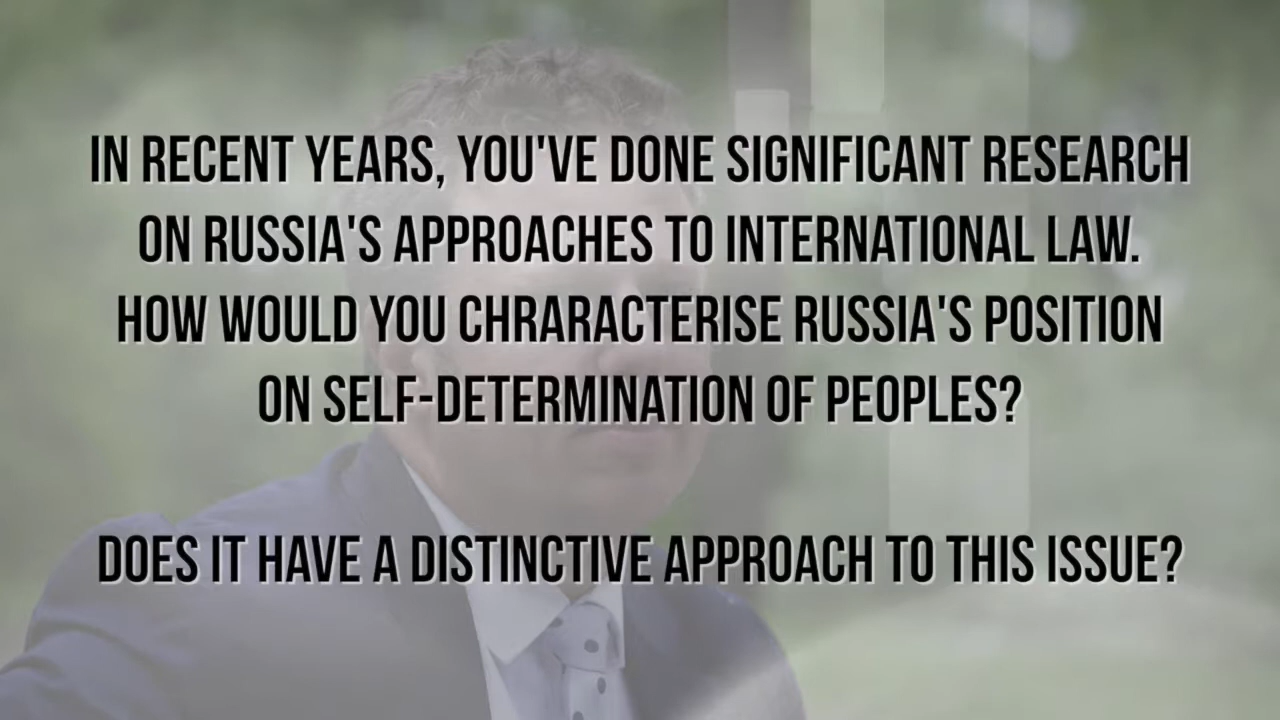 IN RECENT YEARS, YOU'VE DONE SIGNIFICANT RESEARCH
ON RUSSIA'S APPROACHES TO INTERNATIONAL LAW.
HOW WOULD YOU CHRARACTERISE RUSSIA'S POSITION
ON SELF-DETERMINATION OF PEOPLES?
DOES IT HAVE A DISTINCTIVE APPROACH TO THIS ISSUE?